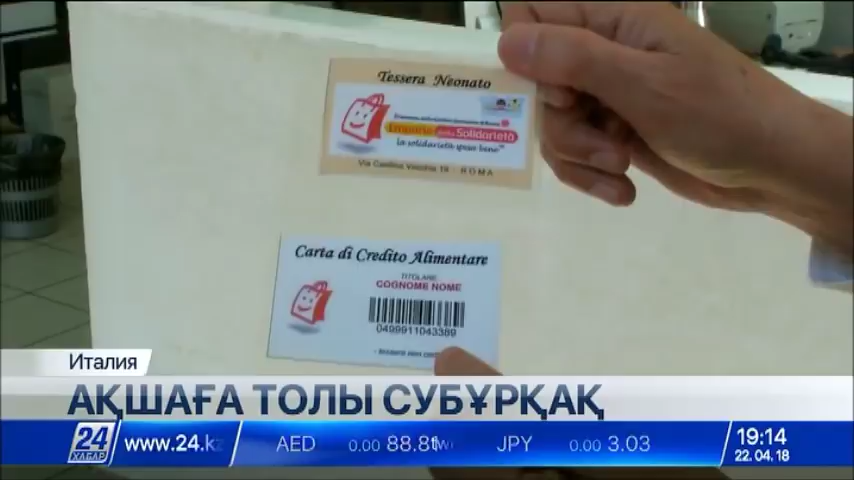 Tessera Neonato
Emporio della Solidarietà
la solidarietà spesa bene
Via Casilina Vecchia 19 ROMA
Carta di Credito Alimentare
TITOLARE
COGNOME NOME
0499911043389
Италия
АҚШАҒА ТОЛЫ СУБҰРҚАҚ
24
ХАБАР
www.24.kz
AED 0.00 88.8
JPY 0.00 3.03
19:14
22.04.18